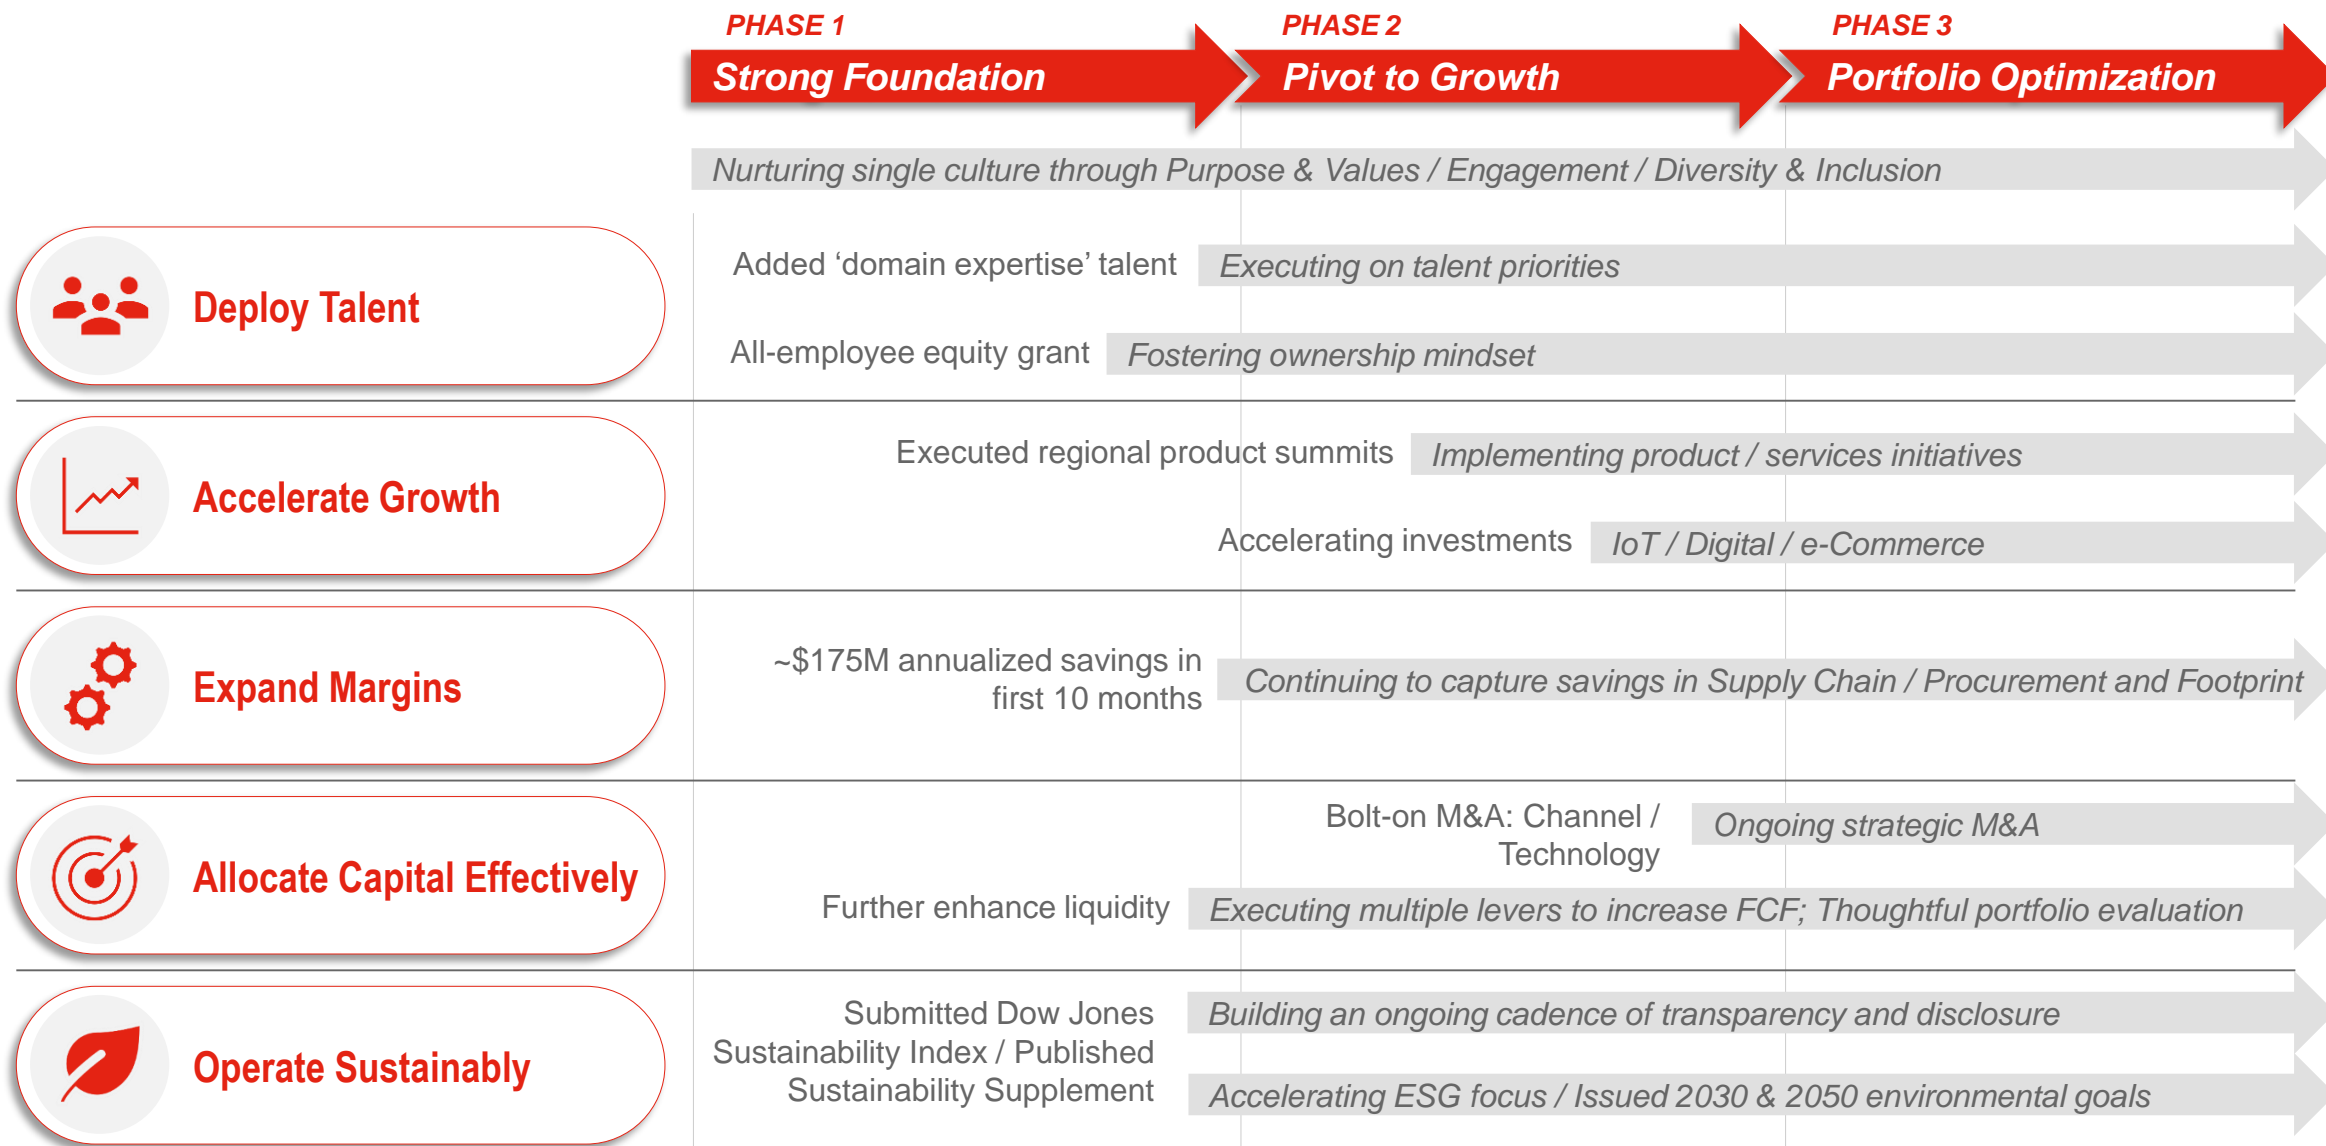 PHASE 1
PHASE 2
PHASE 3
Strong Foundation
Pivot to Growth
Portfolio Optimization
Nurturing single culture through Purpose & Values / Engagement / Diversity & Inclusion
Deploy Talent
Added ‘domain expertise’ talent
Executing on talent priorities
All-employee equity grant
Fostering ownership mindset
Accelerate Growth
Executed regional product summits
Implementing product / services initiatives
Accelerating investments
IoT / Digital / e-Commerce
Expand Margins
~$175M annualized savings in
first 10 months
Continuing to capture savings in Supply Chain / Procurement and Footprint
Allocate Capital Effectively
Bolt-on M&A: Channel /
Technology
Ongoing strategic M&A
Further enhance liquidity
Executing multiple levers to increase FCF; Thoughtful portfolio evaluation
Operate Sustainably
Submitted Dow Jones
Sustainability Index / Published
Sustainability Supplement
Building an ongoing cadence of transparency and disclosure
Accelerating ESG focus / Issued 2030 & 2050 environmental goals